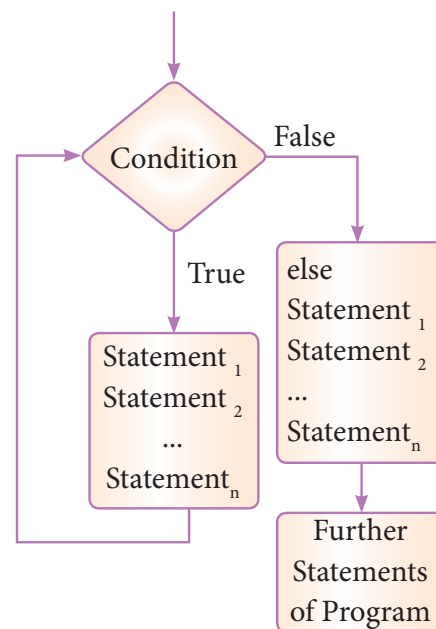 Condition
False
True
Statement 1
Statement 2
...
Statement n
else
Statement 1
Statement 2
...
Statement n
Further
Statements
of Program